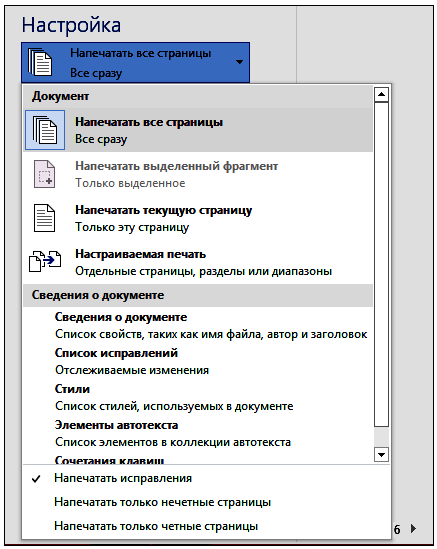 Настройка
Напечатать все страницы
Все сразу
Документ
Напечатать все страницы
Все сразу
Напечатать выделенный фрагмент
Только выделенное
Напечатать текущую страницу
Только эту страницу
Настраиваемая печать
Отдельные страницы, разделы или диапазоны
Сведения о документе
Сведения о документе
Список свойств, таких как имя файла, автор и заголовок
Список исправлений
Отслеживаемые изменения
Стили
Список стилей, используемых в документе
Элементы автотекста
Список элементов в коллекции автотекста
Сочетания клавиш
Напечатать исправления
Напечатать только нечетные страницы
Напечатать только четные страницы
6